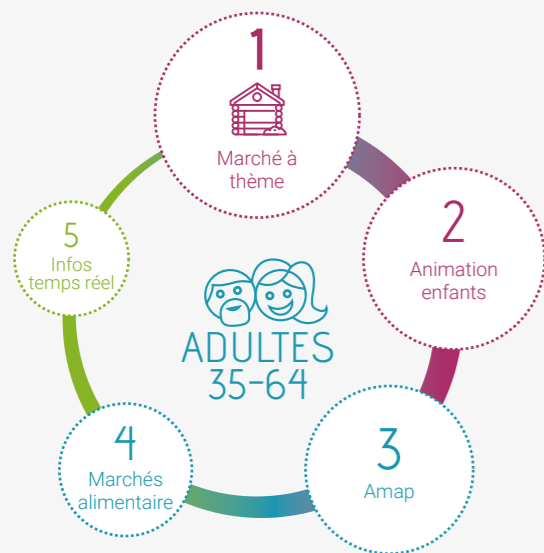 1
Marché à
thème
2
Animation
enfants
3
Amap
4
Marchés
alimentaire
5
Infos
temps réel
ADULTES
35-64